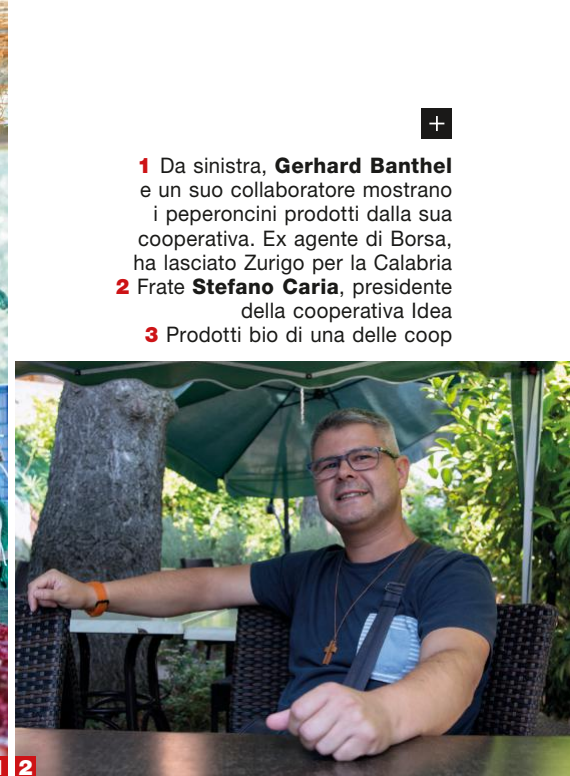 1 Da sinistra, Gerhard Banthel
e un suo collaboratore mostrano
i peperoncini prodotti dalla sua
cooperativa. Ex agente di Borsa,
ha lasciato Zurigo per la Calabria
2 Frate Stefano Caria, presidente
della cooperativa Idea
3 Prodotti bio di una delle coop
1 2